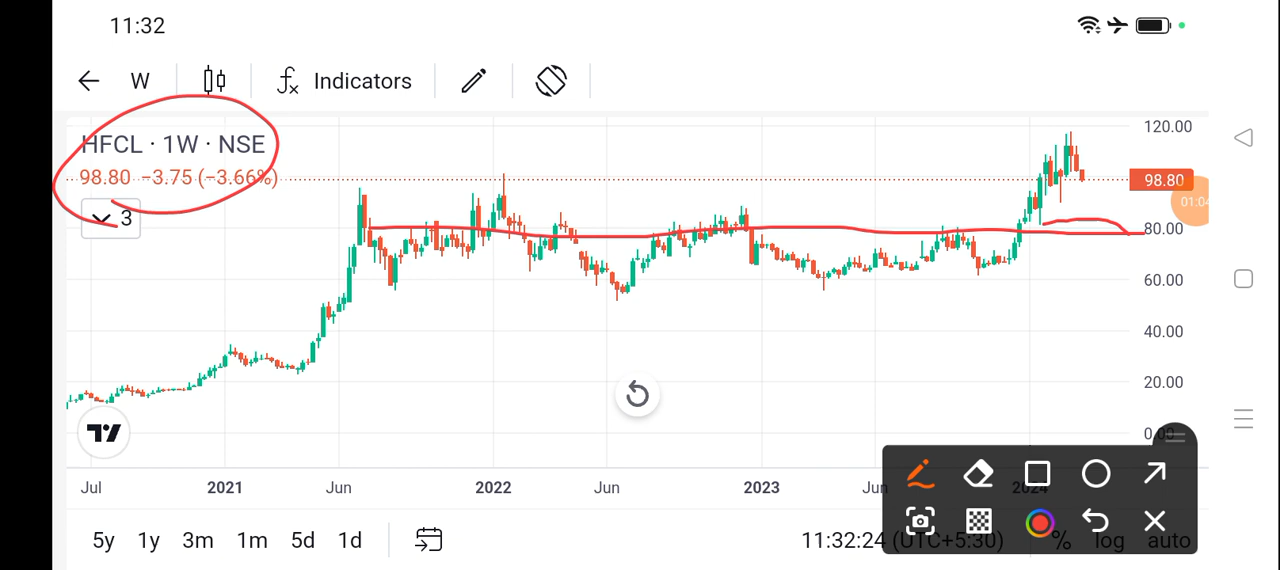 11:32
W Indicators
HFCL · 1W · NSE
98.80 −3.75 (−3.66%)
3
120.00
98.80
01:04
80.00
60.00
40.00
20.00
Jul 2021 Jun 2022 Jun 2023 Jun 2024
5y 1y 3m 1m 5d 1d
11:32:24 (UTC+5:30) % log auto